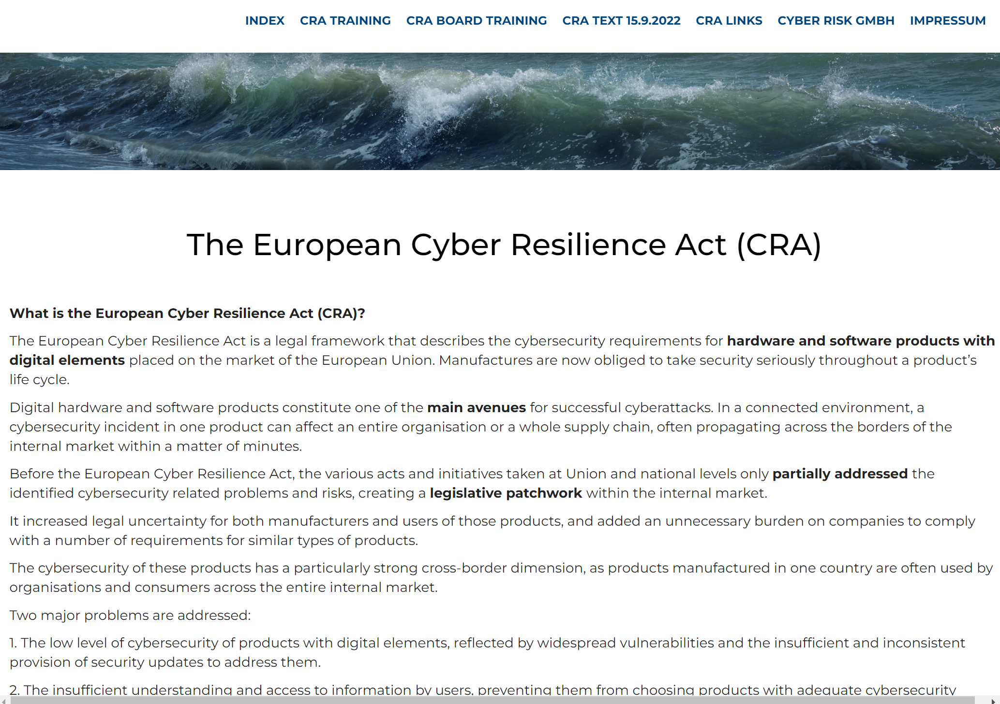 INDEX CRA TRAINING CRA BOARD TRAINING CRA TEXT 15.9.2022 CRA LINKS CYBER RISK GMBH IMPRESSUM
The European Cyber Resilience Act (CRA)
What is the European Cyber Resilience Act (CRA)?
The European Cyber Resilience Act is a legal framework that describes the cybersecurity requirements for hardware and software products with
digital elements placed on the market of the European Union. Manufactures are now obliged to take security seriously throughout a product’s
life cycle.
Digital hardware and software products constitute one of the main avenues for successful cyberattacks. In a connected environment, a
cybersecurity incident in one product can affect an entire organisation or a whole supply chain, often propagating across the borders of the
internal market within a matter of minutes.
Before the European Cyber Resilience Act, the various acts and initiatives taken at Union and national levels only partially addressed the
identified cybersecurity related problems and risks, creating a legislative patchwork within the internal market.
It increased legal uncertainty for both manufacturers and users of those products, and added an unnecessary burden on companies to comply
with a number of requirements for similar types of products.
The cybersecurity of these products has a particularly strong cross-border dimension, as products manufactured in one country are often used by
organisations and consumers across the entire internal market.
Two major problems are addressed:
1. The low level of cybersecurity of products with digital elements, reflected by widespread vulnerabilities and the insufficient and inconsistent
provision of security updates to address them.
2. The insufficient understanding and access to information by users, preventing them from choosing products with adequate cybersecurity